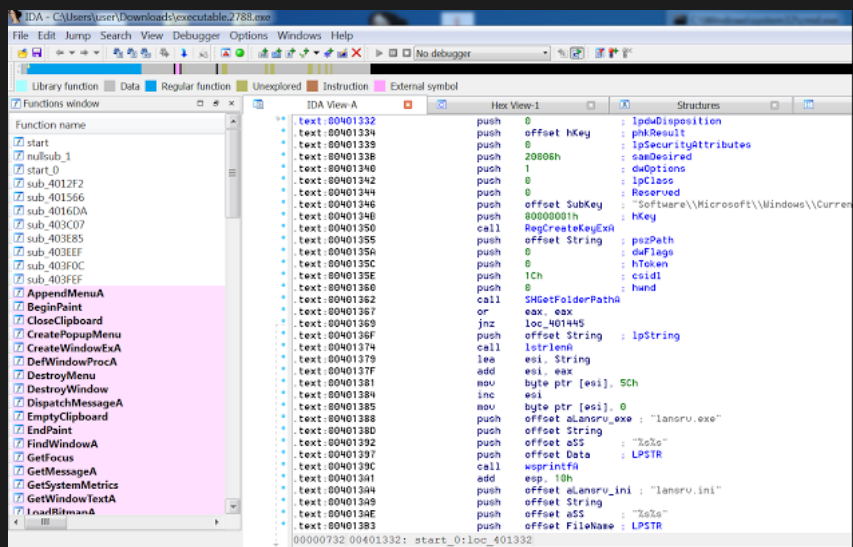 IDA - C:\Users\user\Downloads\executable.2788.exe
File Edit Jump Search View Debugger Options Windows Help
No debugger
Library function Data Regular function Unexplored Instruction External symbol
Functions window
IDA View-A
Hex View-1
Structures
Function name
start
nullsub_1
start_0
sub_4012F2
sub_401566
sub_4016DA
sub_403C07
sub_403E85
sub_403EEF
sub_403F0C
sub_403FEF
AppendMenuA
BeginPaint
CloseClipboard
CreatePopupMenu
CreateWindowExA
DefWindowProcA
DestroyMenu
DestroyWindow
DispatchMessageA
EmptyClipboard
EndPaint
FindWindowA
GetFocus
GetMessageA
GetSystemMetrics
GetWindowTextA
LoadBitmapA
.text:00401332 push 0 ; lpdwDisposition
.text:00401334 push offset hKey ; phkResult
.text:00401339 push 0 ; lpSecurityAttributes
.text:0040133B push 20006h ; samDesired
.text:00401340 push 1 ; dwOptions
.text:00401342 push 0 ; lpClass
.text:00401344 push 0 ; Reserved
.text:00401346 push offset SubKey ; "Software\\Microsoft\\Windows\\Curren
.text:0040134B push 80000001h ; hKey
.text:00401350 call RegCreateKeyExA
.text:00401355 push offset String ; pszPath
.text:0040135A push 0 ; dwFlags
.text:0040135C push 0 ; hToken
.text:0040135E push 1Ch ; csidl
.text:00401360 push 0 ; hwnd
.text:00401362 call SHGetFolderPathA
.text:00401367 or eax, eax
.text:00401369 jnz loc_401445
.text:0040136F push offset String ; lpString
.text:00401374 call lstrlenA
.text:00401379 lea esi, String
.text:0040137F add esi, eax
.text:00401381 mov byte ptr [esi], 5Ch
.text:00401384 inc esi
.text:00401385 mov byte ptr [esi], 0
.text:00401388 push offset aLansrv_exe ; "lansrv.exe"
.text:0040138D push offset String
.text:00401392 push offset aSS ; "%s%s"
.text:00401397 push offset Data ; LPSTR
.text:0040139C call wsprintfA
.text:004013A1 add esp, 10h
.text:004013A4 push offset aLansrv_ini ; "lansrv.ini"
.text:004013A9 push offset String
.text:004013AE push offset aSS ; "%s%s"
.text:004013B3 push offset FileName ; LPSTR
00000732 00401332: start_0:loc_401332